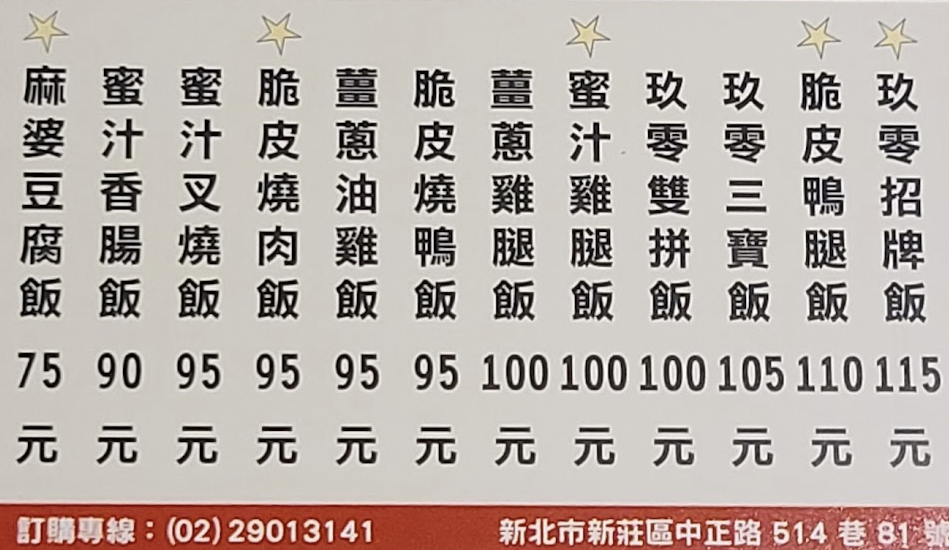 玖零招牌飯115元
脆皮鴨腿飯110元
玖零三寶飯105元
玖零雙拼飯100元
蜜汁雞腿飯100元
薑蔥雞腿飯100元
脆皮燒鴨飯95元
薑蔥油雞飯95元
脆皮燒肉飯95元
蜜汁叉燒飯95元
蜜汁香腸飯90元
麻婆豆腐飯75元
訂購專線：(02) 29013141
新北市新莊區中正路 514 巷 81 號